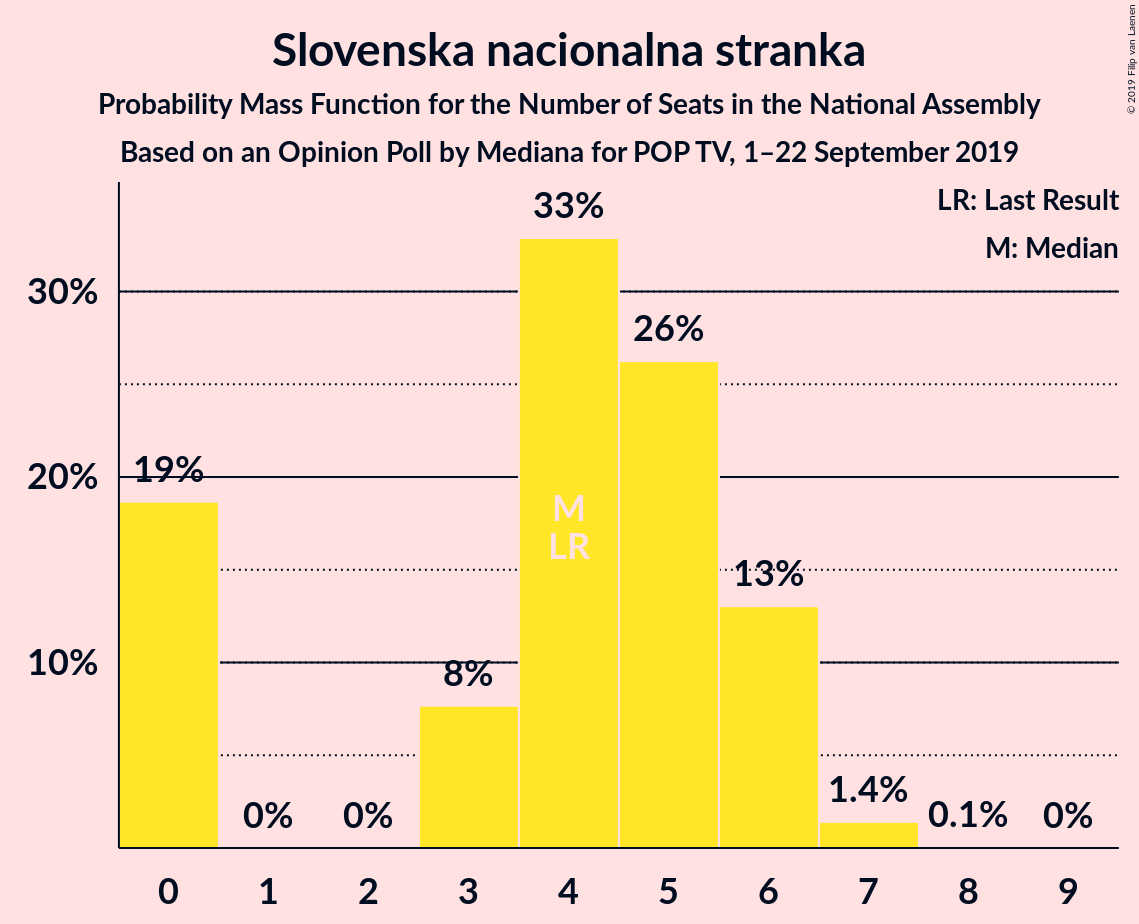 Slovenska nacionalna stranka
Probability Mass Function for the Number of Seats in the National Assembly
Based on an Opinion Poll by Mediana for POP TV, 1–22 September 2019
© 2019 Filip van Laenen
LR: Last Result
M: Median
33%
30%
26%
20%
19%
M
LR
13%
10%
8%
1.4%
0%
0%
0.1%
0%
0 1 2 3 4 5 6 7 8 9